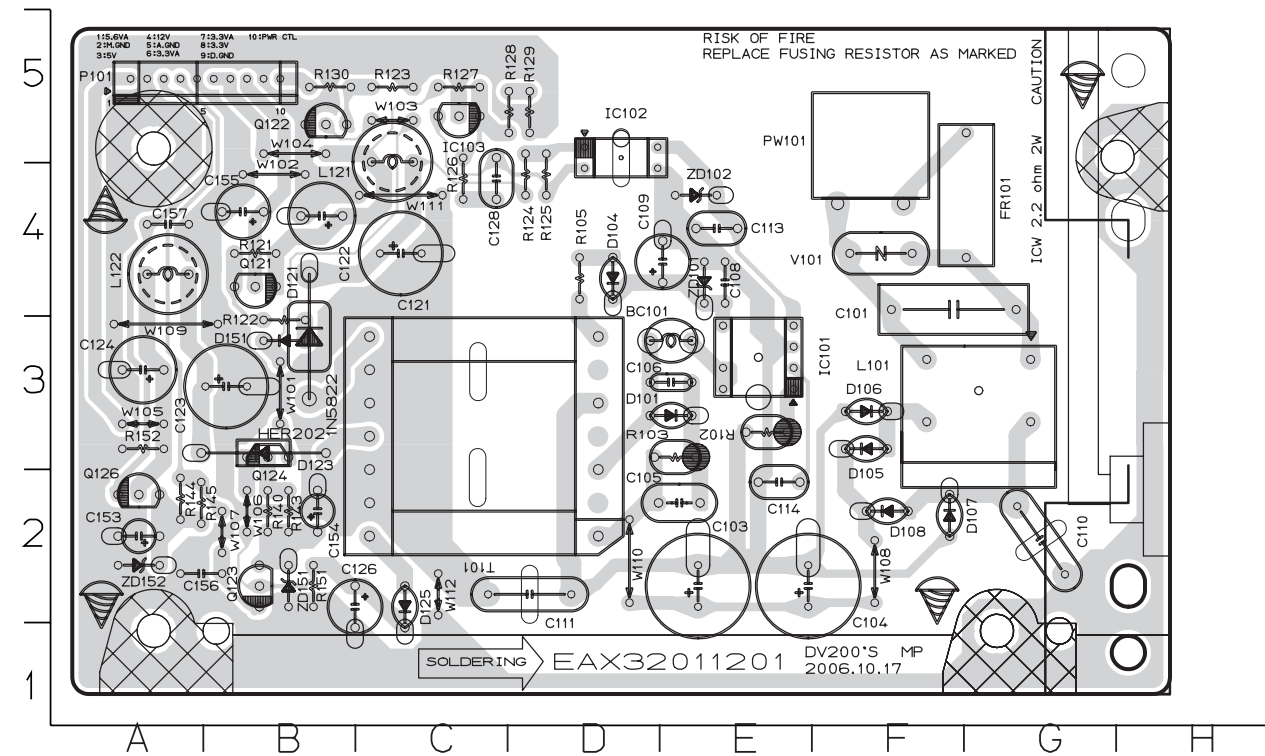 1:5.6VA 4:12V 7:3.3VA 10:PWR CTL
2:M.GND 5:A.GND 8:3.3V
3:5V 6:3.3VA 9:D.GND
RISK OF FIRE
REPLACE FUSING RESISTOR AS MARKED
CAUTION
ICW 2.2 ohm 2W
5
P101
1
5
10
R130
R123
R127
R128
R129
W103
Q122
IC102
PW101
W104
IC103
W102
L121
R126
C155
ZD102
FR101
4
C157
W111
C128
R124
R125
R105
D104
C109
C113
R121
Q121
L122
D121
C122
V101
ZD101
C108
C121
BC101
C101
R122
W109
D151
C124
IC101
L101
3
C106
D106
W101
1N5822
D101
W105
C123
R152
HER202
R103
R102
D105
Q126
Q124
D123
C105
R144
R145
C153
W107
W106
R140
R143
C154
C114
C103
D108
D107
C110
2
W110
W108
ZD152
C156
Q123
ZD151
R151
C126
D125
W112
T101
C111
C104
SOLDERING
EAX32011201
DV200'S MP
2006.10.17
1
A B C D E F G H